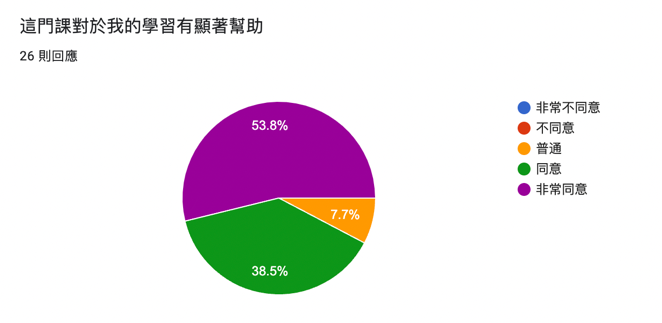 這門課對於我的學習有顯著幫助
26 則回應
53.8%
7.7%
38.5%
非常不同意
不同意
普通
同意
非常同意